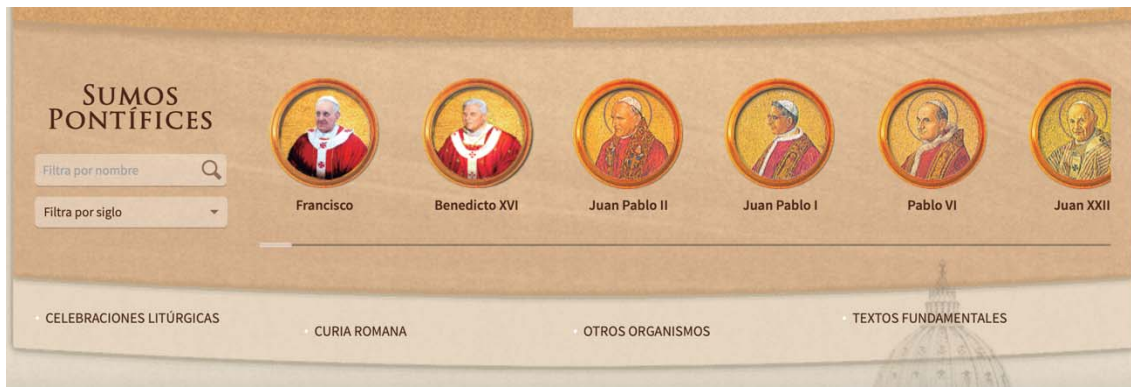 SUMOS
PONTÍFICES
Filtra por nombre
Filtra por siglo
Francisco
Benedicto XVI
Juan Pablo II
Juan Pablo I
Pablo VI
Juan XXII
CELEBRACIONES LITÚRGICAS
CURIA ROMANA
OTROS ORGANISMOS
TEXTOS FUNDAMENTALES